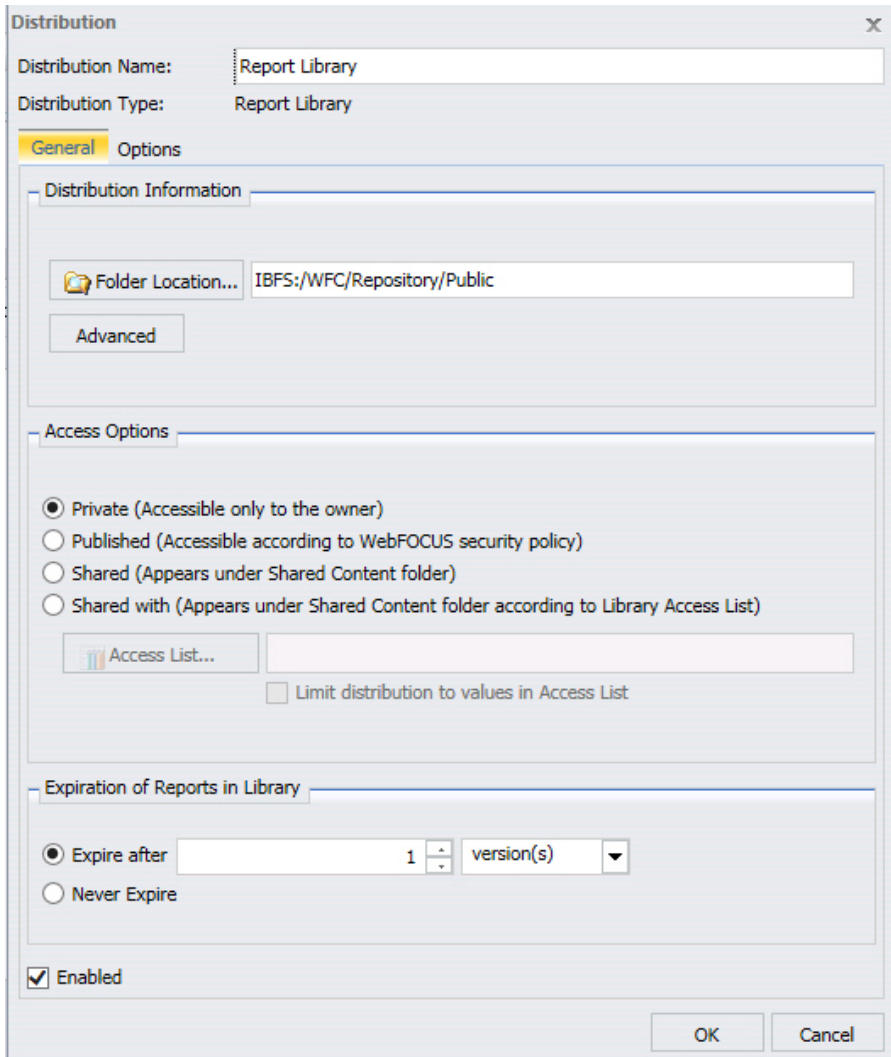 Distribution
Distribution Name: Report Library
Distribution Type: Report Library
General Options
Distribution Information
Folder Location... IBFS:/WFC/Repository/Public
Advanced
Access Options
Private (Accessible only to the owner)
Published (Accessible according to WebFOCUS security policy)
Shared (Appears under Shared Content folder)
Shared with (Appears under Shared Content folder according to Library Access List)
Access List...
Limit distribution to values in Access List
Expiration of Reports in Library
Expire after 1 version(s)
Never Expire
Enabled
OK Cancel